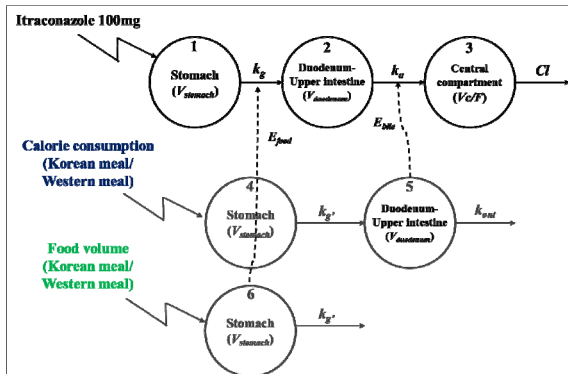 Itraconazole 100mg
1
Stomach
(Vstomach)
kg
2
Duodenum-
Upper intestine
(Vduodenum)
ka
3
Central
compartment
(Vc/F)
Cl
Efood
Ebile
Calorie consumption
(Korean meal/
Western meal)
4
Stomach
(Vstomach)
kg'
5
Duodenum-
Upper intestine
(Vduodenum)
kout
Food volume
(Korean meal/
Western meal)
6
Stomach
(Vstomach)
kg'